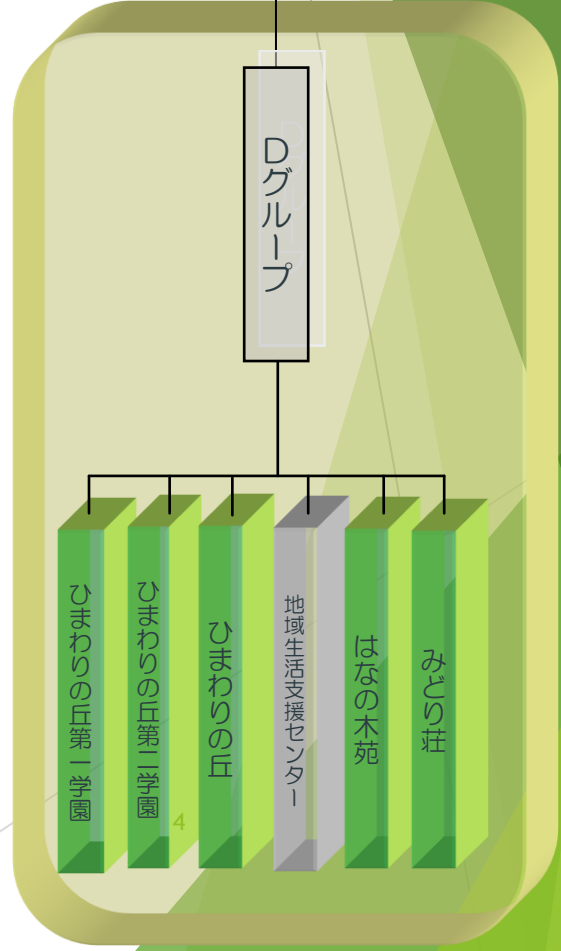 Dグループ
ひまわりの丘第一学園
ひまわりの丘第二学園
ひまわりの丘
地域生活支援センター
はなの木苑
みどり荘
4